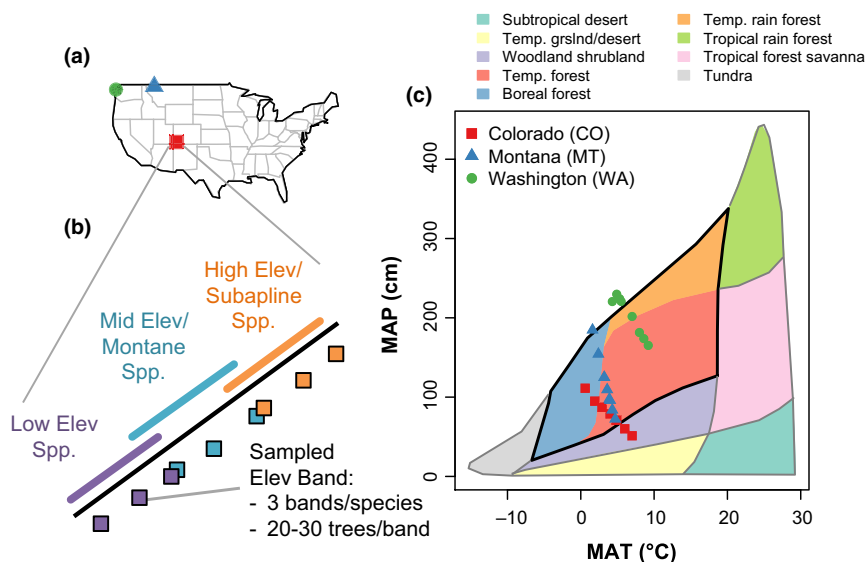 (a)
(b)
High Elev/
Subapline
Spp.
Mid Elev/
Montane
Spp.
Low Elev
Spp.
Sampled
Elev Band:
- 3 bands/species
- 20-30 trees/band
Subtropical desert
Temp. grslnd/desert
Woodland shrubland
Temp. forest
Boreal forest
Temp. rain forest
Tropical rain forest
Tropical forest savanna
Tundra
(c)
Colorado (CO)
Montana (MT)
Washington (WA)
MAP (cm)
400
300
200
100
0
−10
0
10
20
30
MAT (°C)